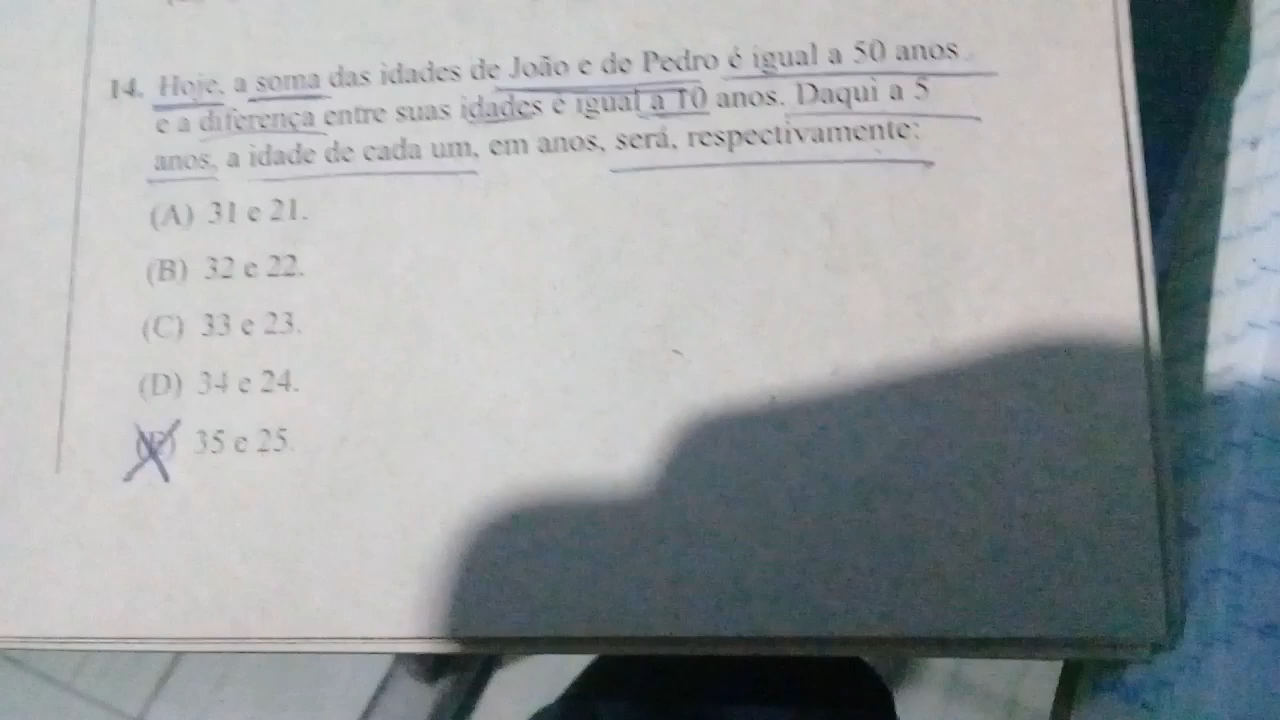 14. Hoje, a soma das idades de João e de Pedro é igual a 50 anos
e a diferença entre suas idades é igual a 10 anos. Daqui a 5
anos, a idade de cada um, em anos, será, respectivamente:
(A) 31 e 21.
(B) 32 e 22.
(C) 33 e 23.
(D) 34 e 24.
(E) 35 e 25.